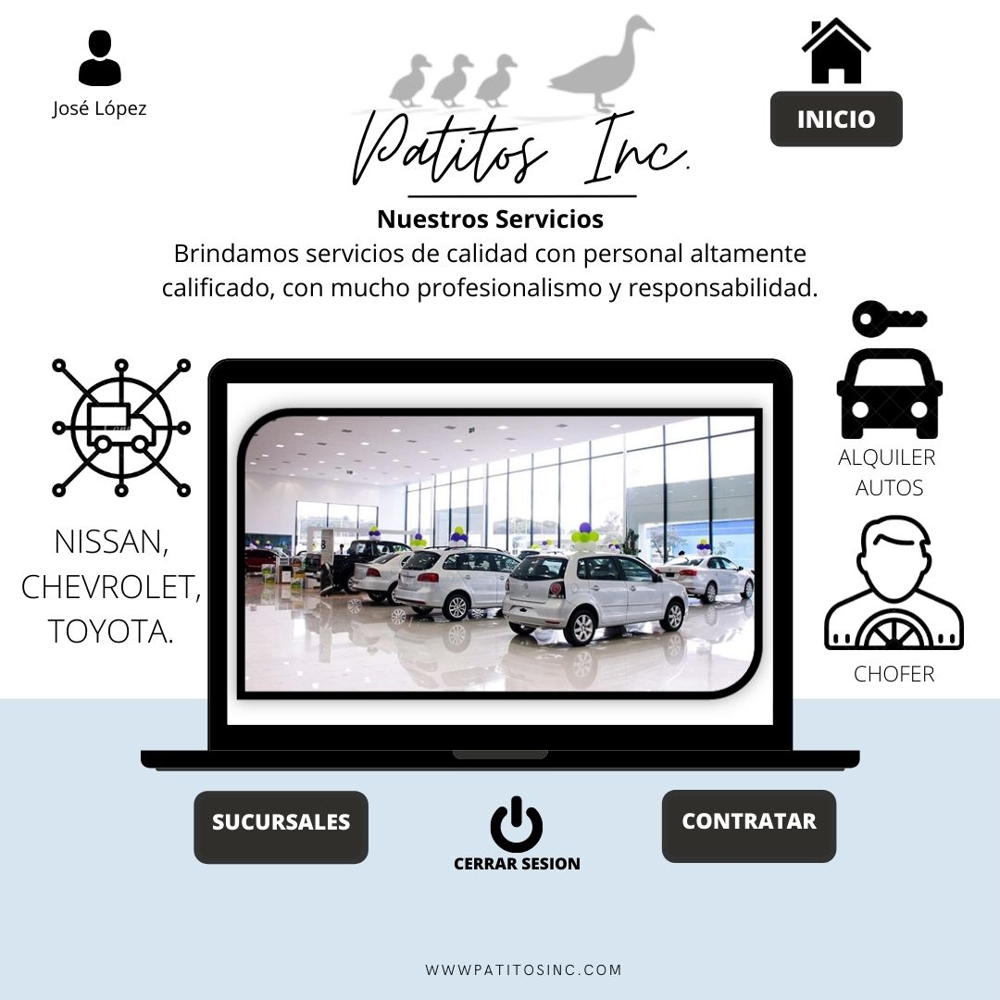 José López
Patitos Inc.
INICIO
Nuestros Servicios
Brindamos servicios de calidad con personal altamente
calificado, con mucho profesionalismo y responsabilidad.
NISSAN,
CHEVROLET,
TOYOTA.
ALQUILER
AUTOS
CHOFER
SUCURSALES
CERRAR SESION
CONTRATAR
WWWPATITOSINC.COM